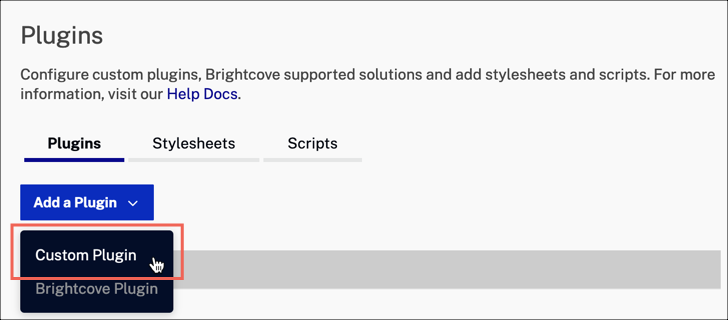 Plugins
Configure custom plugins, Brightcove supported solutions and add stylesheets and scripts. For more
information, visit our Help Docs.
Plugins Stylesheets Scripts
Add a Plugin
Custom Plugin
Brightcove Plugin